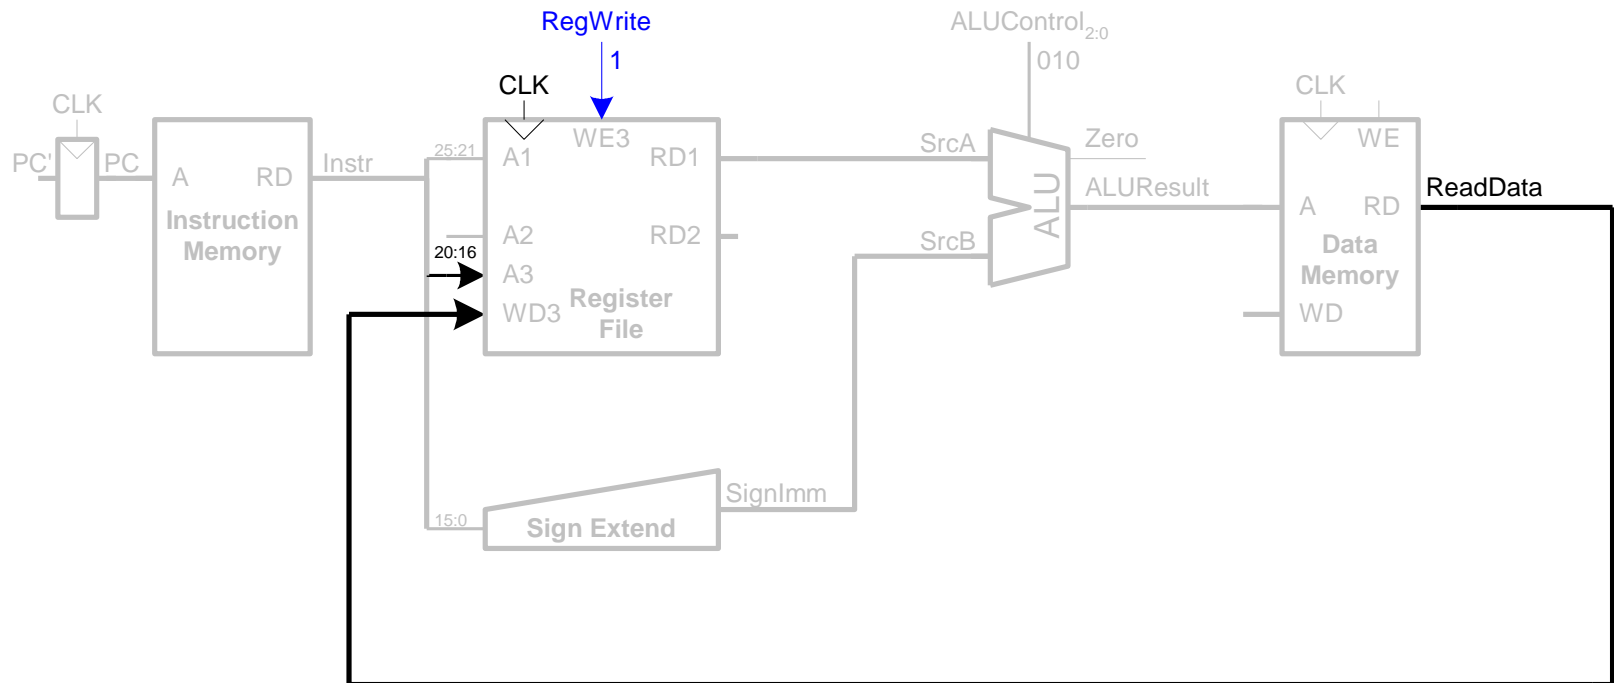 RegWrite
ALUControl2:0
1
010
CLK
CLK
CLK
PC'
PC
A
RD
Instruction
Memory
Instr
25:21
A1
WE3
RD1
A2
RD2
20:16
A3
WD3
Register
File
SrcA
SrcB
ALU
Zero
ALUResult
WE
A
RD
Data
Memory
WD
ReadData
15:0
Sign Extend
SignImm